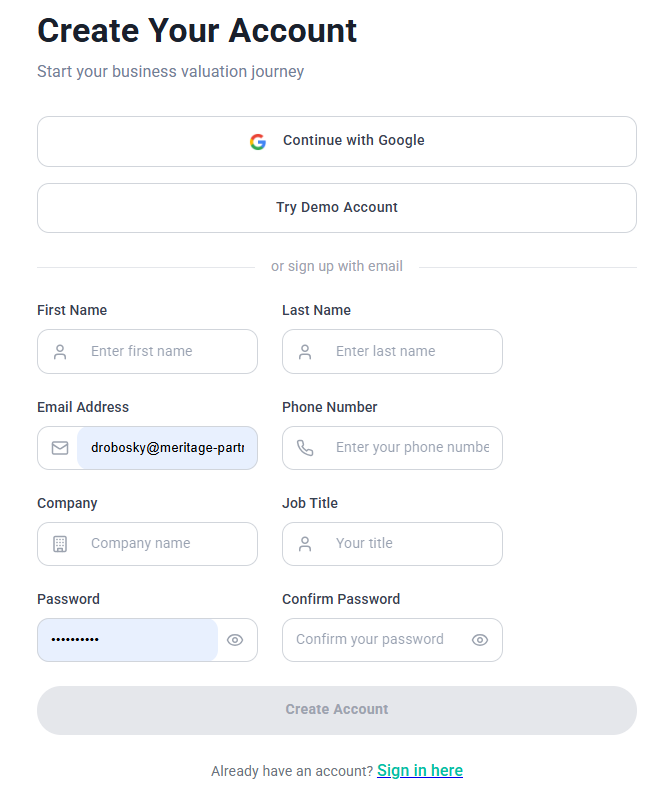 Create Your Account
Start your business valuation journey
Continue with Google
Try Demo Account
or sign up with email
First Name
Last Name
Enter first name
Enter last name
Email Address
Phone Number
drobosky@meritage-partr
Enter your phone numbe
Company
Job Title
Company name
Your title
Password
Confirm Password
••••••••••
Confirm your password
Create Account
Already have an account? Sign in here